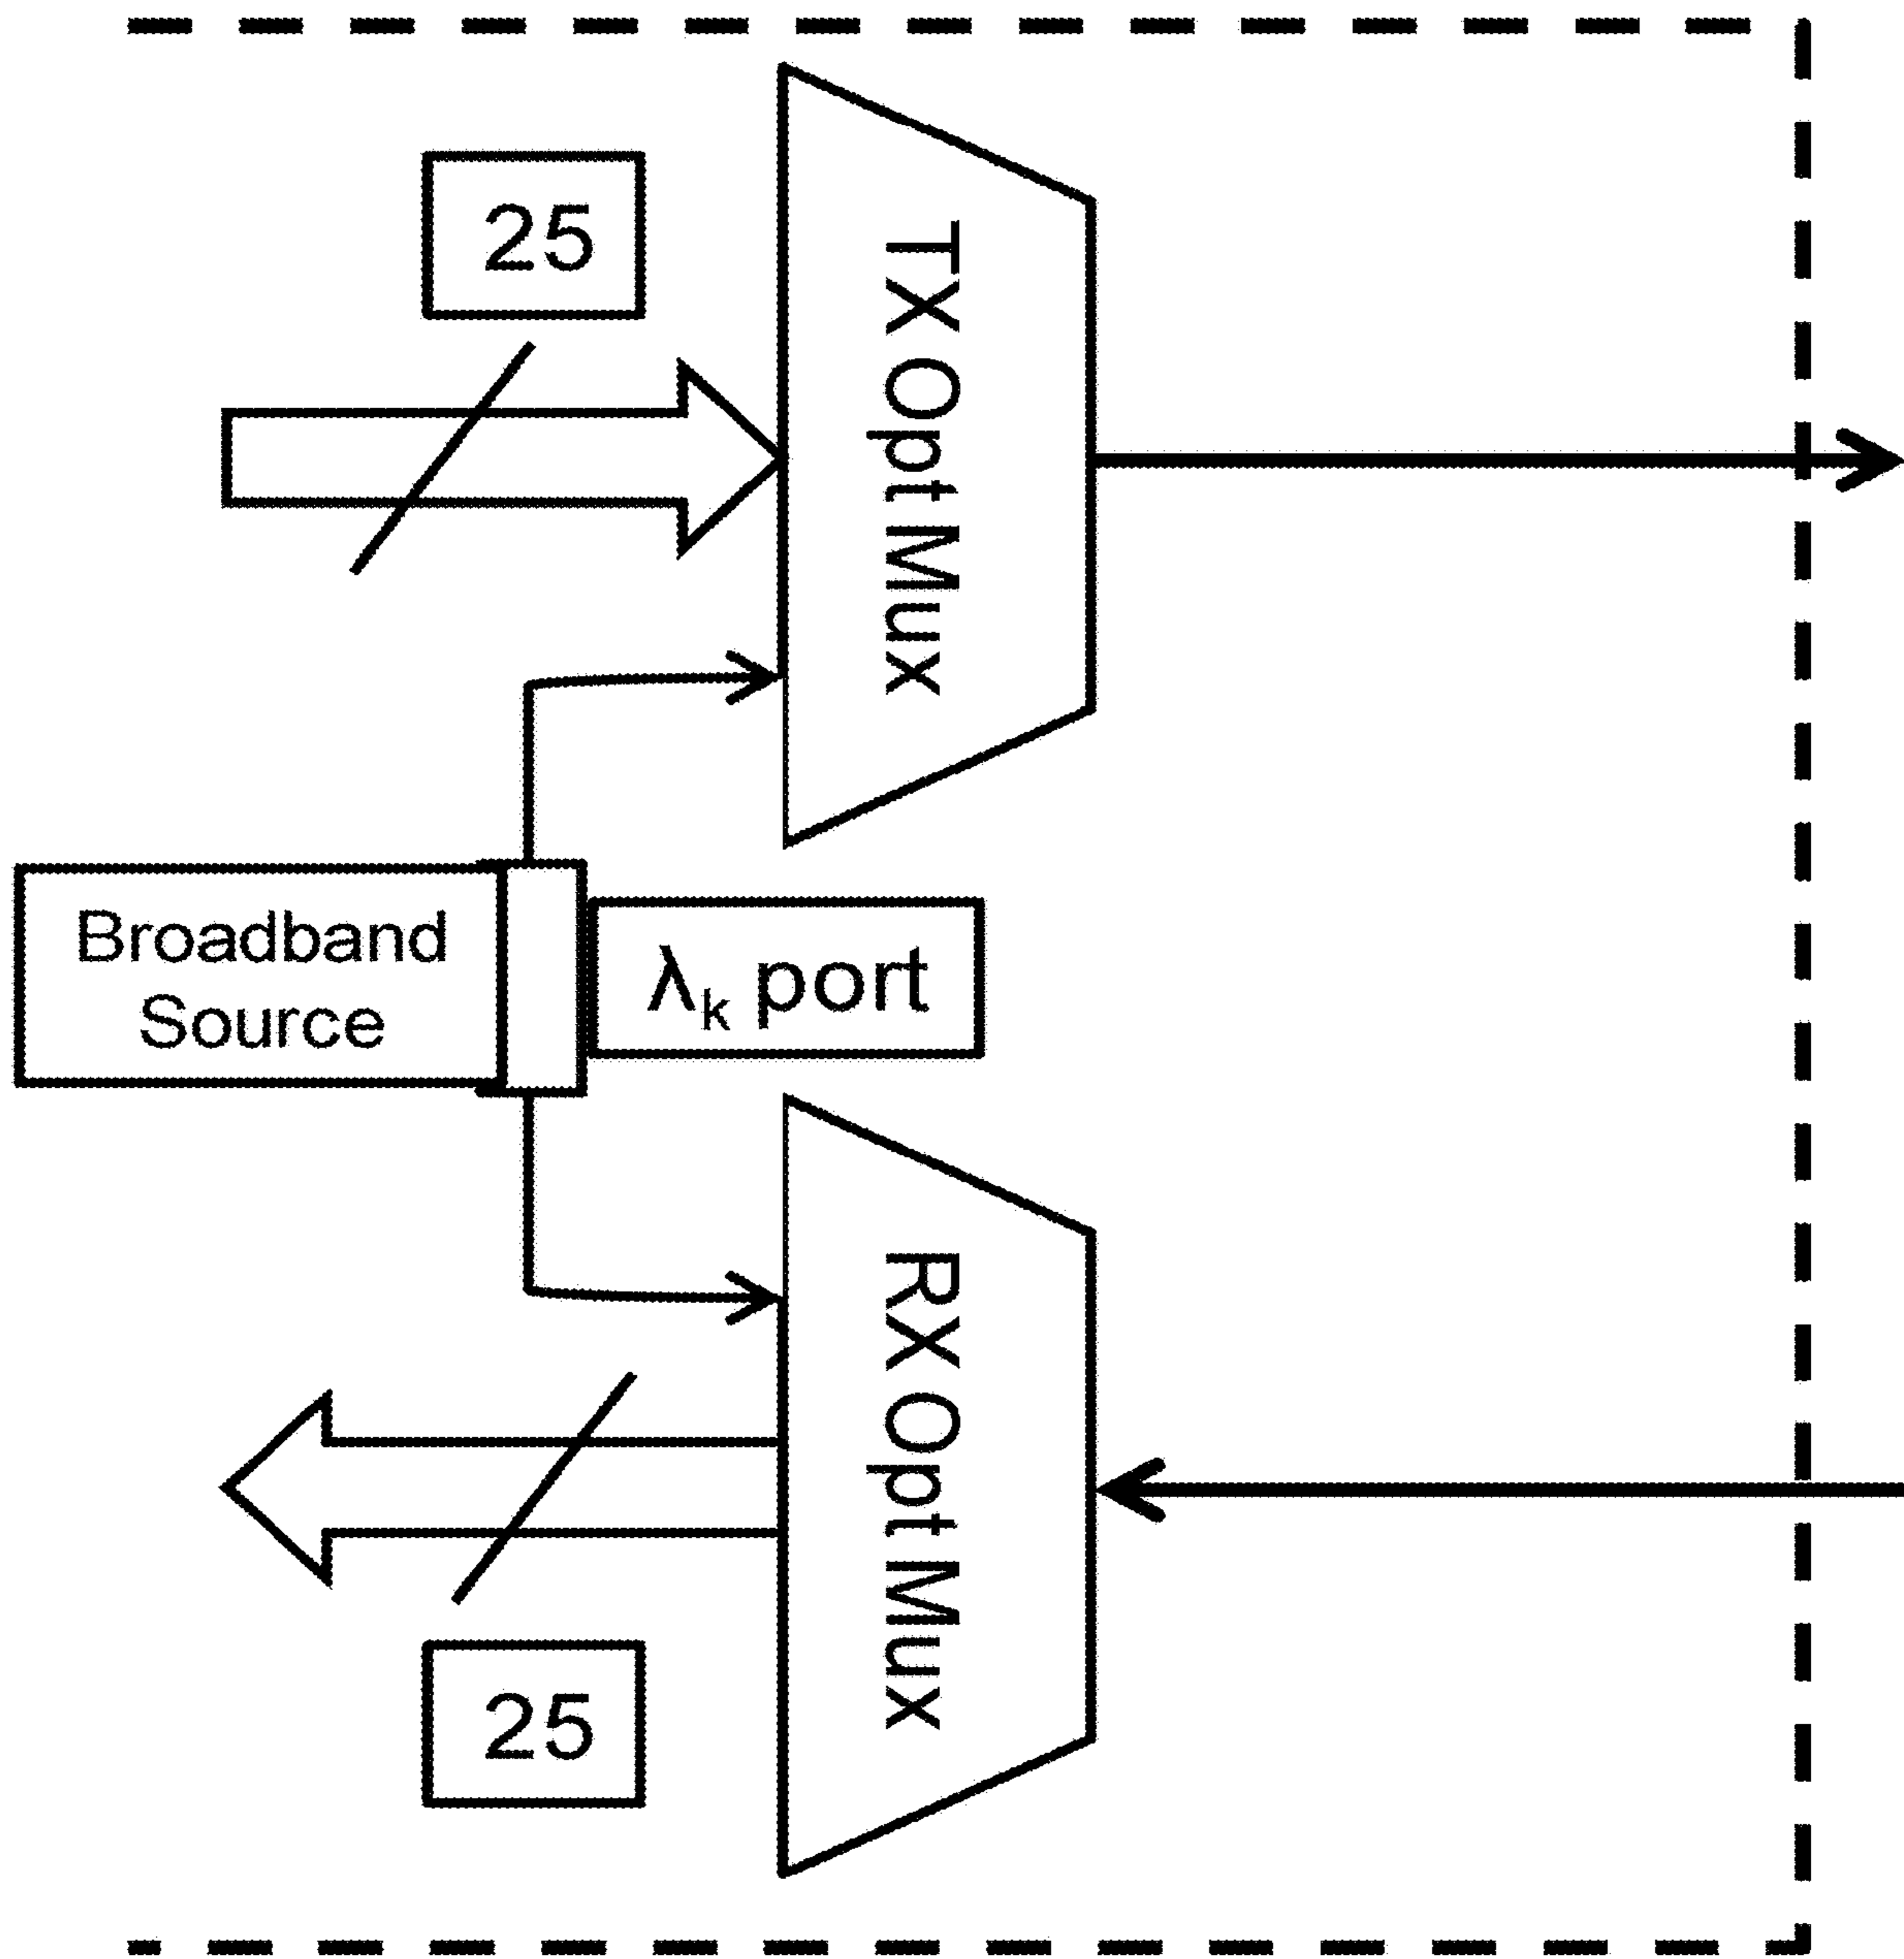 25
TX Opt Mux
Broadband
Source
λk port
RX Opt Mux
25